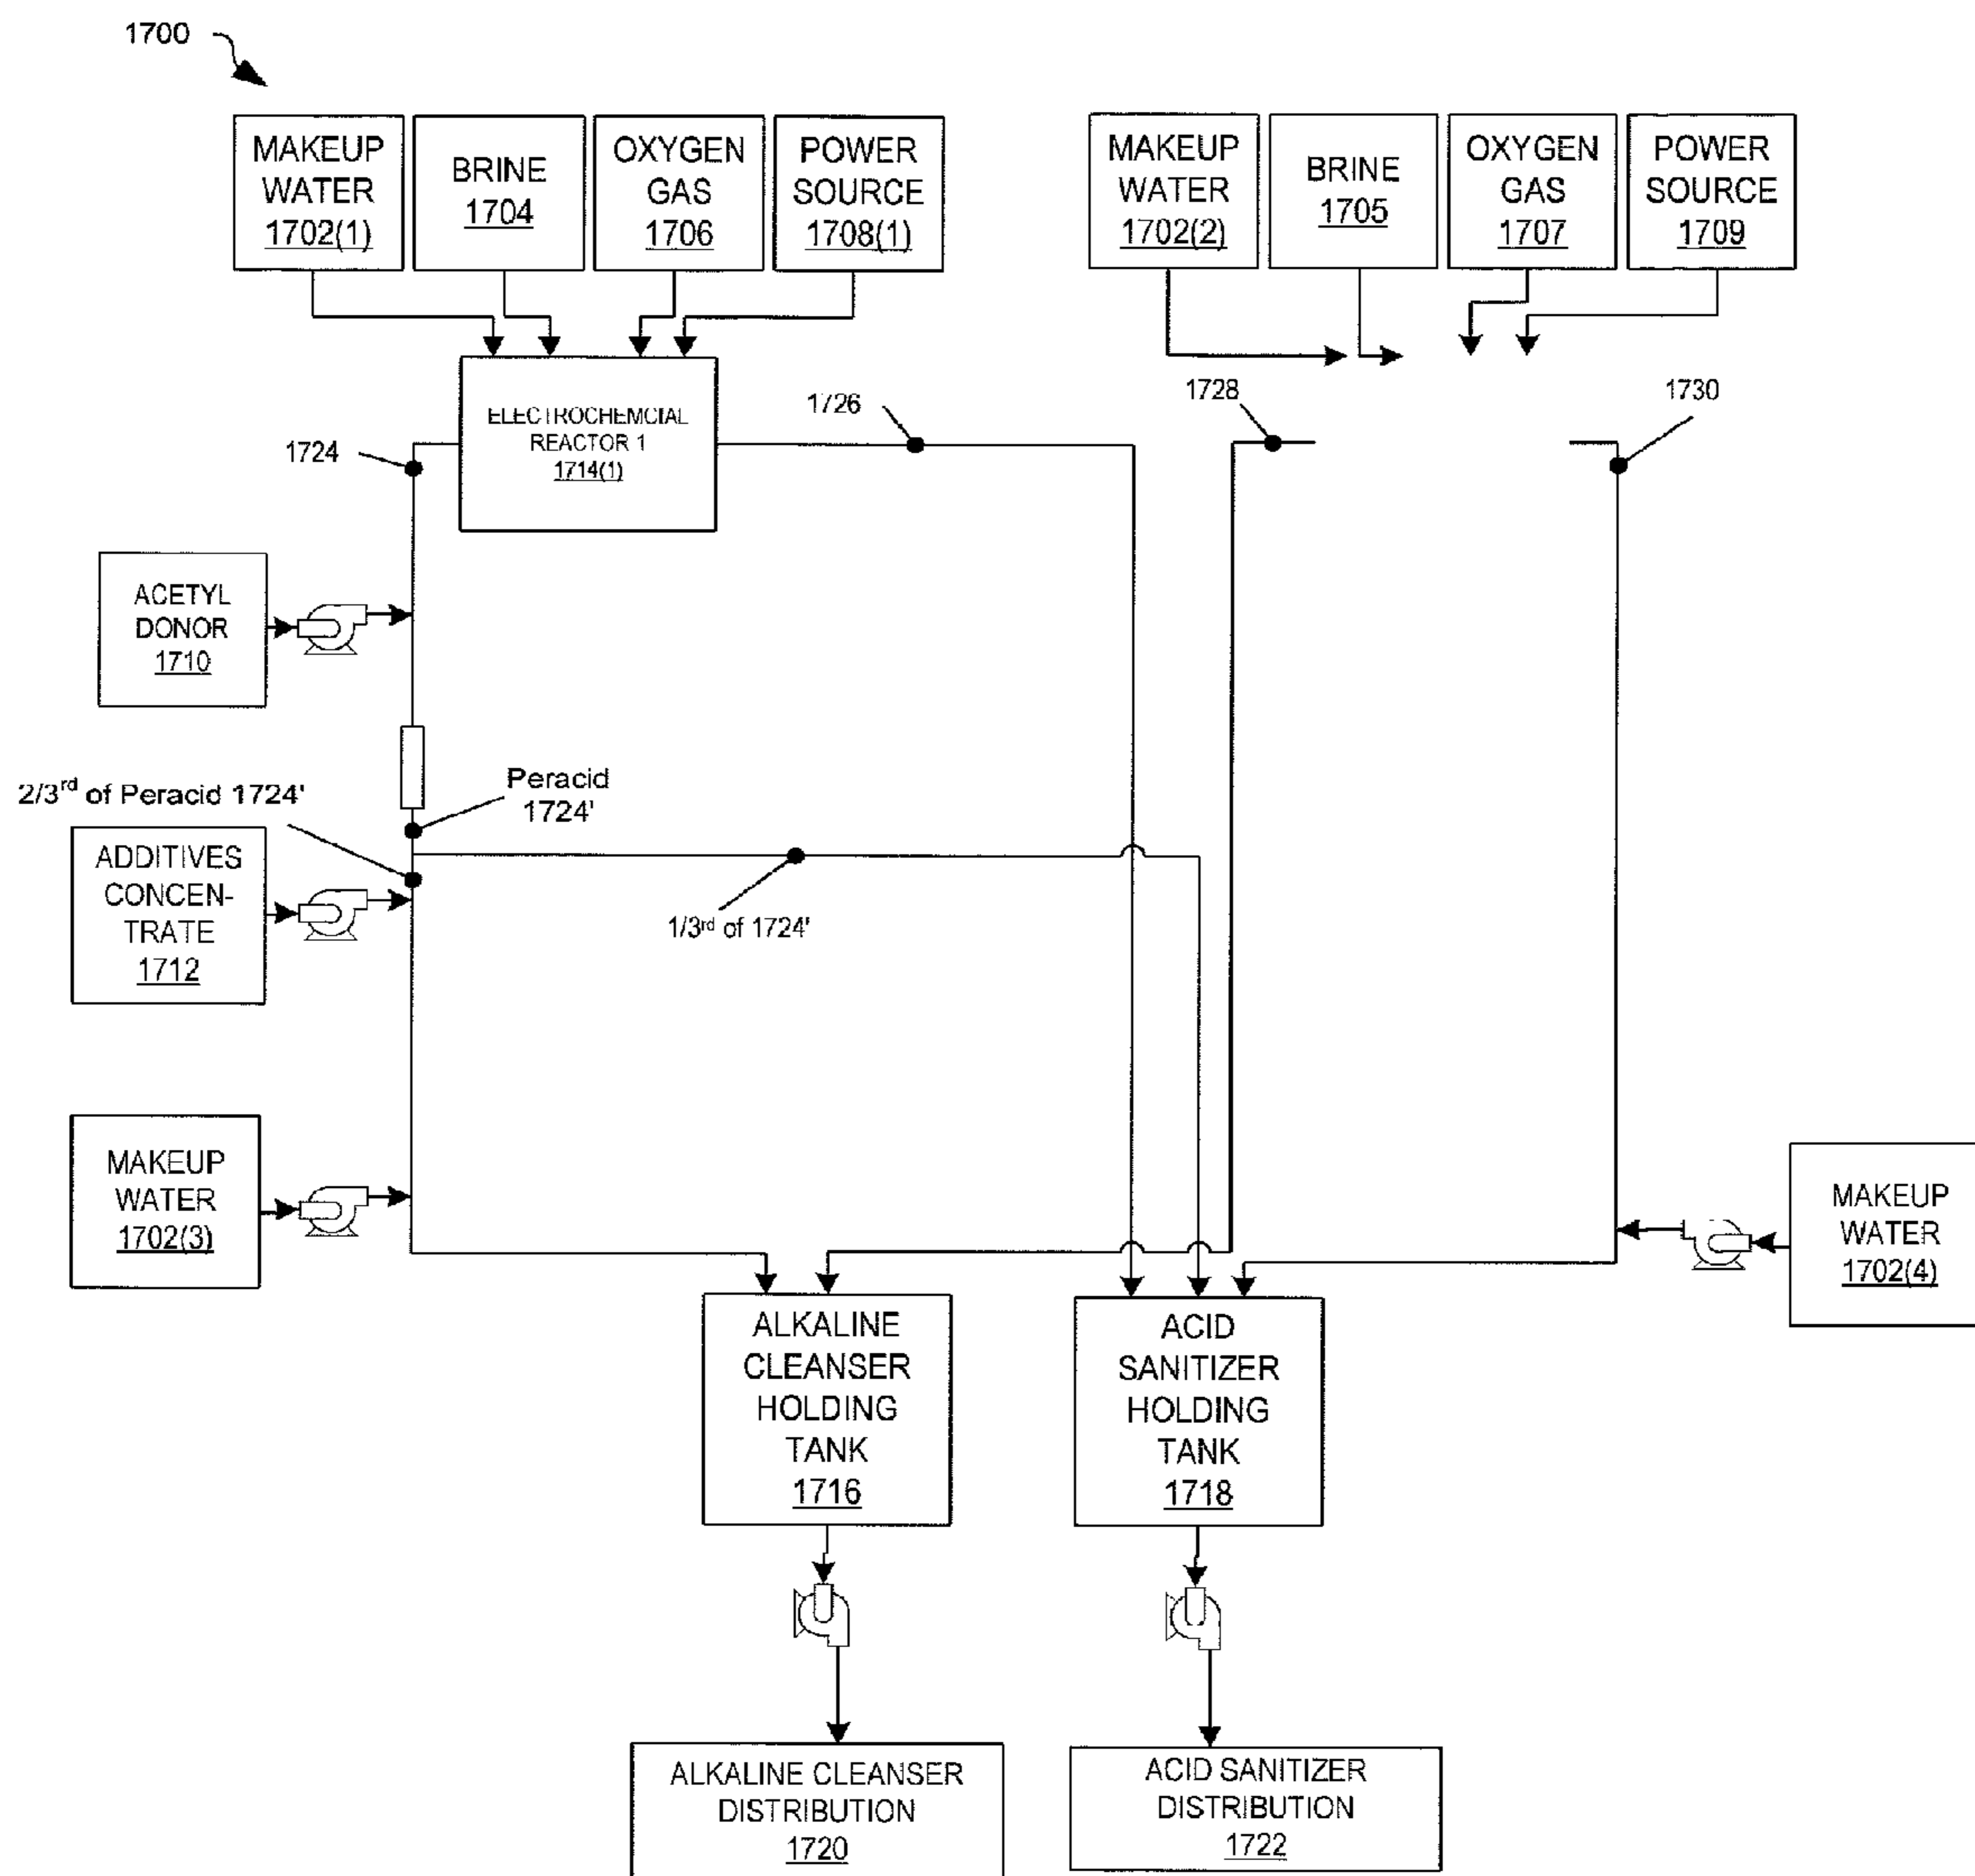 1700
MAKEUP
WATER
1702(1)
BRINE
1704
OXYGEN
GAS
1706
POWER
SOURCE
1708(1)
MAKEUP
WATER
1702(2)
BRINE
1705
OXYGEN
GAS
1707
POWER
SOURCE
1709
ELECTROCHEMCIAL
REACTOR 1
1714(1)
1724
1726
1728
1730
ACETYL
DONOR
1710
2/3rd of Peracid 1724'
Peracid
1724'
ADDITIVES
CONCEN-
TRATE
1712
1/3rd of 1724'
MAKEUP
WATER
1702(3)
MAKEUP
WATER
1702(4)
ALKALINE
CLEANSER
HOLDING
TANK
1716
ACID
SANITIZER
HOLDING
TANK
1718
ALKALINE CLEANSER
DISTRIBUTION
1720
ACID SANITIZER
DISTRIBUTION
1722